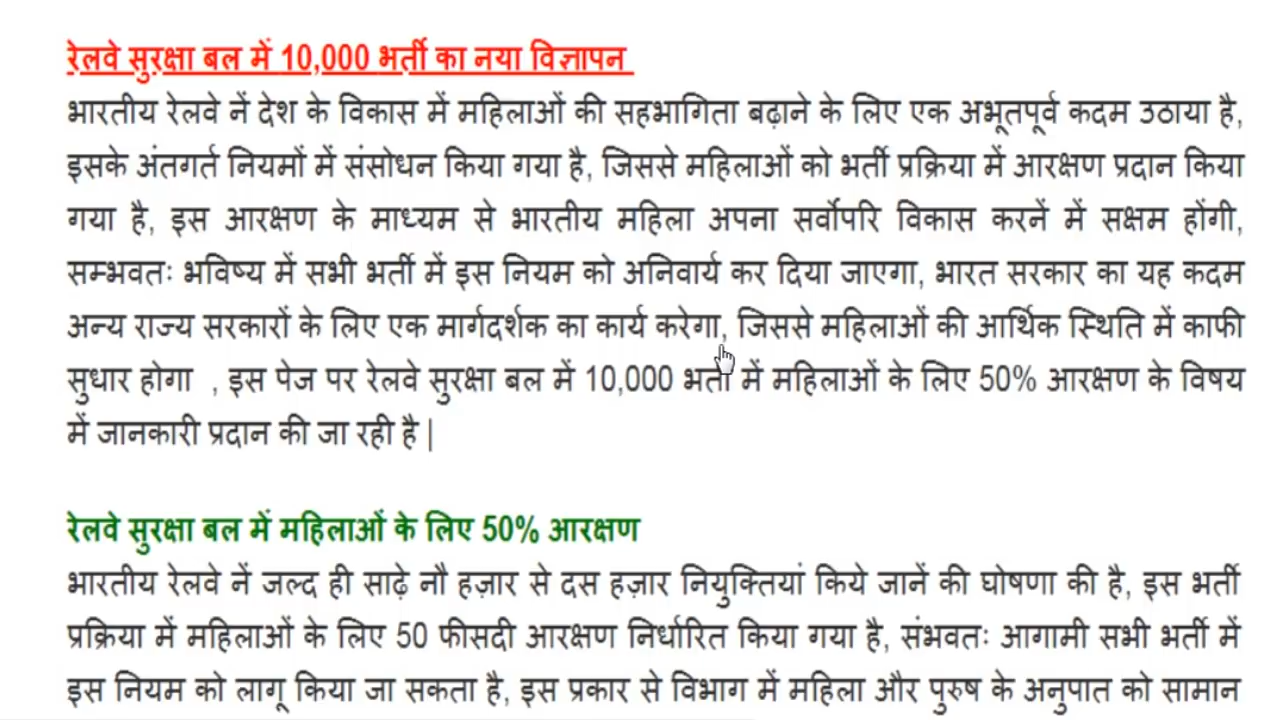 रेलवे सुरक्षा बल में 10,000 भर्ती का नया विज्ञापन
भारतीय रेलवे नें देश के विकास में महिलाओं की सहभागिता बढ़ाने के लिए एक अभूतपूर्व कदम उठाया है,
इसके अंतगर्त नियमों में संसोधन किया गया है, जिससे महिलाओं को भर्ती प्रक्रिया में आरक्षण प्रदान किया
गया है, इस आरक्षण के माध्यम से भारतीय महिला अपना सर्वोपरि विकास करनें में सक्षम होंगी,
सम्भवतः भविष्य में सभी भर्ती में इस नियम को अनिवार्य कर दिया जाएगा, भारत सरकार का यह कदम
अन्य राज्य सरकारों के लिए एक मार्गदर्शक का कार्य करेगा, जिससे महिलाओं की आर्थिक स्थिति में काफी
सुधार होगा , इस पेज पर रेलवे सुरक्षा बल में 10,000 भर्ती में महिलाओं के लिए 50% आरक्षण के विषय
में जानकारी प्रदान की जा रही है |
रेलवे सुरक्षा बल में महिलाओं के लिए 50% आरक्षण
भारतीय रेलवे नें जल्द ही साढ़े नौ हज़ार से दस हज़ार नियुक्तियां किये जानें की घोषणा की है, इस भर्ती
प्रक्रिया में महिलाओं के लिए 50 फीसदी आरक्षण निर्धारित किया गया है, संभवतः आगामी सभी भर्ती में
इस नियम को लागू किया जा सकता है, इस प्रकार से विभाग में महिला और पुरुष के अनुपात को सामान